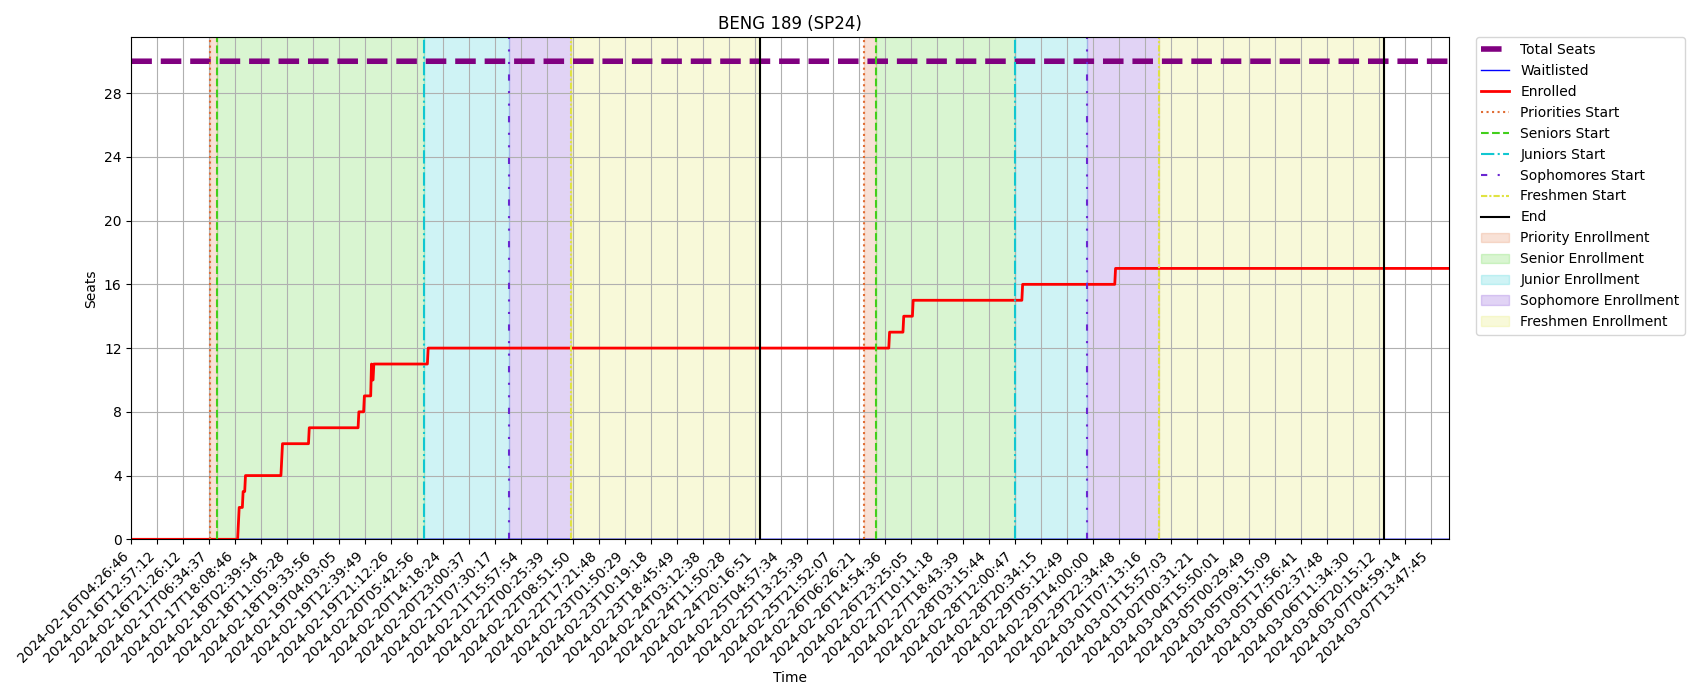 BENG 189 (SP24)
Seats
28
24
20
16
12
8
4
0
2024-02-16T04:26:46
2024-02-16T12:57:12
2024-02-16T21:26:12
2024-02-17T06:34:37
2024-02-17T18:08:46
2024-02-18T02:39:54
2024-02-18T11:05:28
2024-02-18T19:33:56
2024-02-19T04:03:05
2024-02-19T12:39:49
2024-02-19T21:12:26
2024-02-20T05:42:56
2024-02-20T14:18:24
2024-02-20T23:00:37
2024-02-21T07:30:17
2024-02-21T15:57:54
2024-02-22T00:25:39
2024-02-22T08:51:50
2024-02-22T17:21:48
2024-02-23T01:50:29
2024-02-23T10:19:18
2024-02-23T18:45:49
2024-02-24T03:12:38
2024-02-24T11:50:28
2024-02-24T20:16:51
2024-02-25T04:57:34
2024-02-25T13:25:39
2024-02-25T21:52:07
2024-02-26T06:26:21
2024-02-26T14:54:36
2024-02-26T23:25:05
2024-02-27T10:11:18
2024-02-27T18:43:39
2024-02-28T03:15:44
2024-02-28T12:00:47
2024-02-28T20:34:15
2024-02-29T05:12:49
2024-02-29T14:00:00
2024-02-29T22:34:48
2024-03-01T07:13:16
2024-03-01T15:57:03
2024-03-02T00:31:21
2024-03-04T15:50:01
2024-03-05T00:29:49
2024-03-05T09:15:09
2024-03-05T17:56:41
2024-03-06T02:37:48
2024-03-06T11:34:30
2024-03-06T20:15:12
2024-03-07T04:59:14
2024-03-07T13:47:45
Time
Total Seats
Waitlisted
Enrolled
Priorities Start
Seniors Start
Juniors Start
Sophomores Start
Freshmen Start
End
Priority Enrollment
Senior Enrollment
Junior Enrollment
Sophomore Enrollment
Freshmen Enrollment